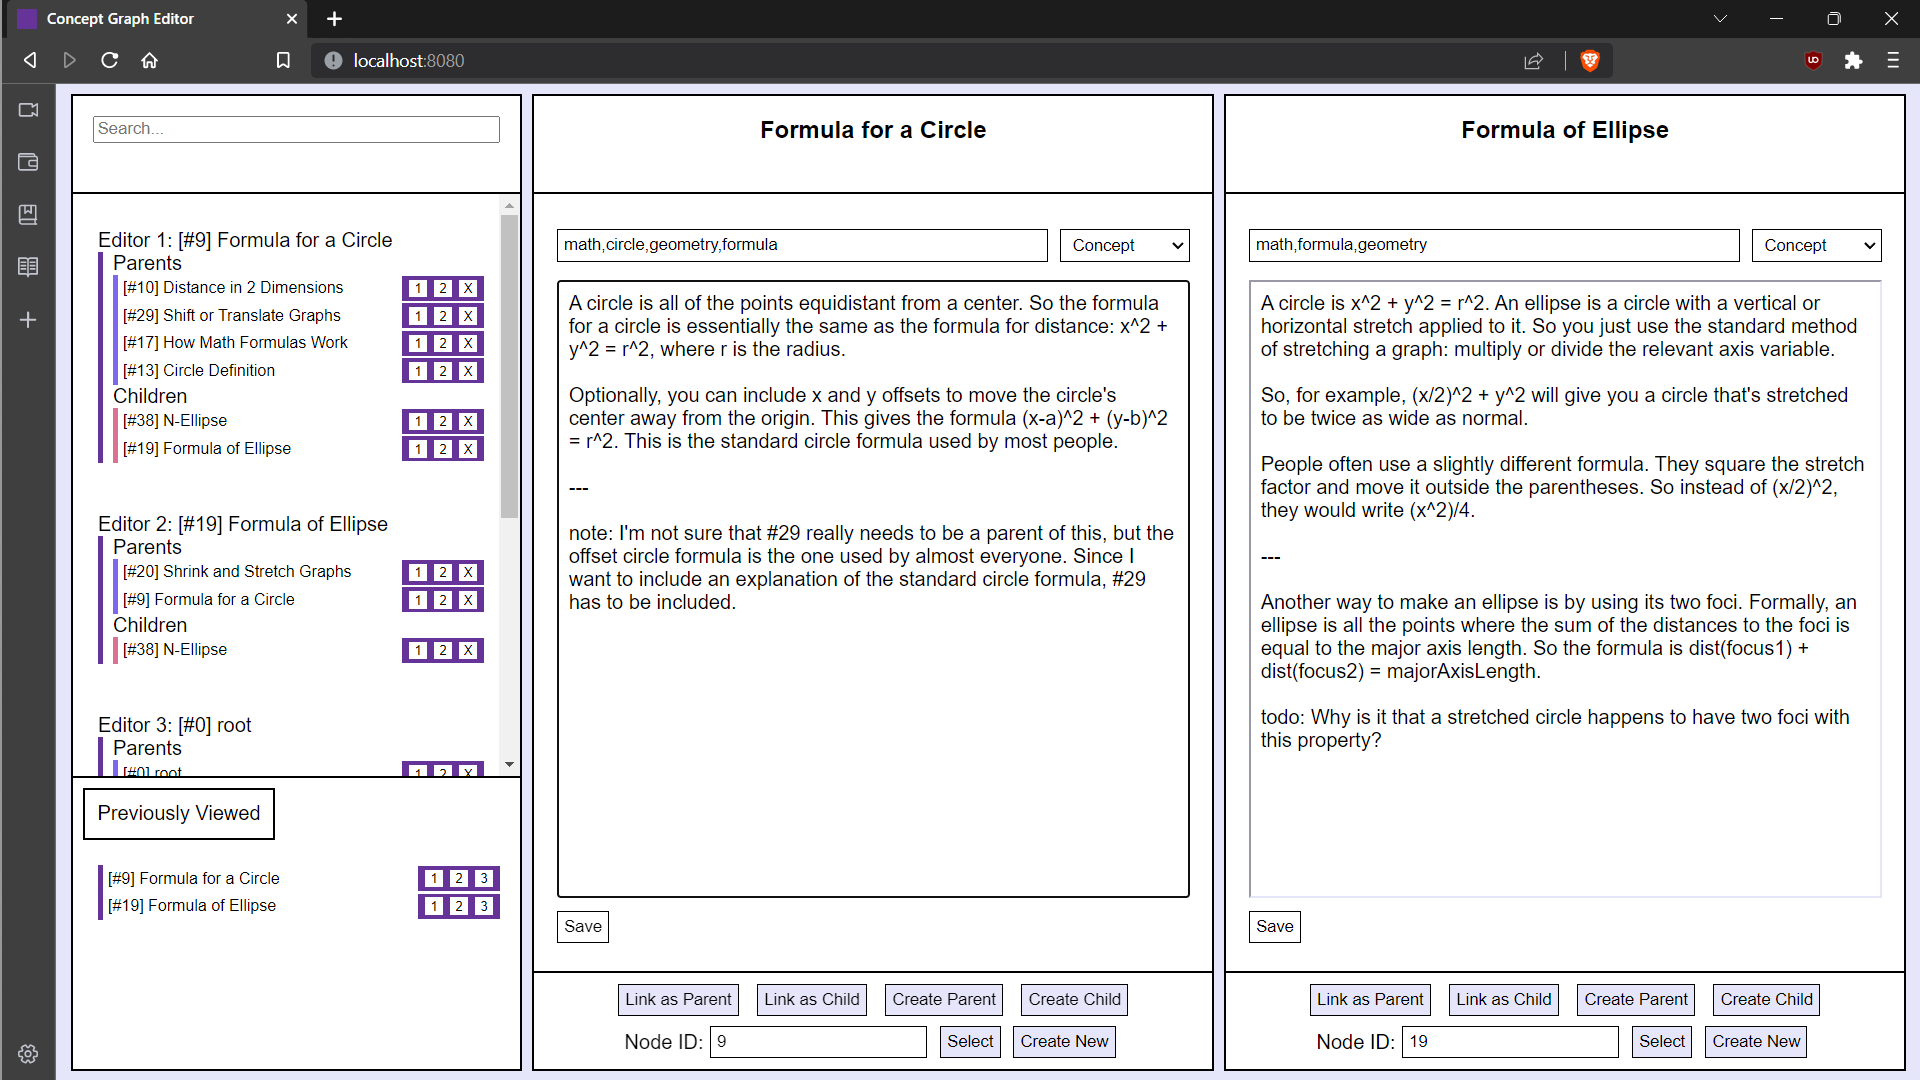 Concept Graph Editor
localhost:8080
Search...
Editor 1: [#9] Formula for a Circle
Parents
[#10] Distance in 2 Dimensions 1 2 X
[#29] Shift or Translate Graphs 1 2 X
[#17] How Math Formulas Work 1 2 X
[#13] Circle Definition 1 2 X
Children
[#38] N-Ellipse 1 2 X
[#19] Formula of Ellipse 1 2 X
Editor 2: [#19] Formula of Ellipse
Parents
[#20] Shrink and Stretch Graphs 1 2 X
[#9] Formula for a Circle 1 2 X
Children
[#38] N-Ellipse 1 2 X
Editor 3: [#0] root
Parents
[#0] root 1 2 X
Previously Viewed
[#9] Formula for a Circle 1 2 3
[#19] Formula of Ellipse 1 2 3
Formula for a Circle
math,circle,geometry,formula
Concept
A circle is all of the points equidistant from a center. So the formula
for a circle is essentially the same as the formula for distance: x^2 +
y^2 = r^2, where r is the radius.
Optionally, you can include x and y offsets to move the circle's
center away from the origin. This gives the formula (x-a)^2 + (y-b)^2
= r^2. This is the standard circle formula used by most people.
---
note: I'm not sure that #29 really needs to be a parent of this, but the
offset circle formula is the one used by almost everyone. Since I
want to include an explanation of the standard circle formula, #29
has to be included.
Save
Link as Parent
Link as Child
Create Parent
Create Child
Node ID: 9
Select
Create New
Formula of Ellipse
math,formula,geometry
Concept
A circle is x^2 + y^2 = r^2. An ellipse is a circle with a vertical or
horizontal stretch applied to it. So you just use the standard method
of stretching a graph: multiply or divide the relevant axis variable.
So, for example, (x/2)^2 + y^2 will give you a circle that's stretched
to be twice as wide as normal.
People often use a slightly different formula. They square the stretch
factor and move it outside the parentheses. So instead of (x/2)^2,
they would write (x^2)/4.
---
Another way to make an ellipse is by using its two foci. Formally, an
ellipse is all the points where the sum of the distances to the foci is
equal to the major axis length. So the formula is dist(focus1) +
dist(focus2) = majorAxisLength.
todo: Why is it that a stretched circle happens to have two foci with
this property?
Save
Link as Parent
Link as Child
Create Parent
Create Child
Node ID: 19
Select
Create New